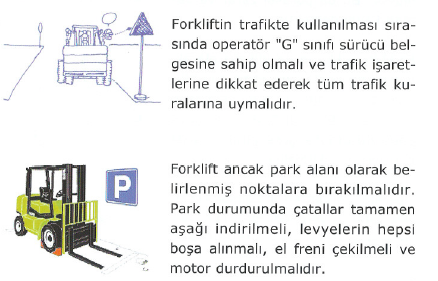 Forkliftin trafikte kullanılması sıra-
sında operatör "G" sınıfı sürücü bel-
gesine sahip olmalı ve trafik işaret-
lerine dikkat ederek tüm trafik ku-
ralarına uymalıdır.
P
Forklift ancak park alanı olarak be-
lirlenmiş noktalara bırakılmalıdır.
Park durumunda çatallar tamamen
aşağı indirilmeli, levyelerin hepsi
boşa alınmalı, el freni çekilmeli ve
motor durdurulmalıdır.